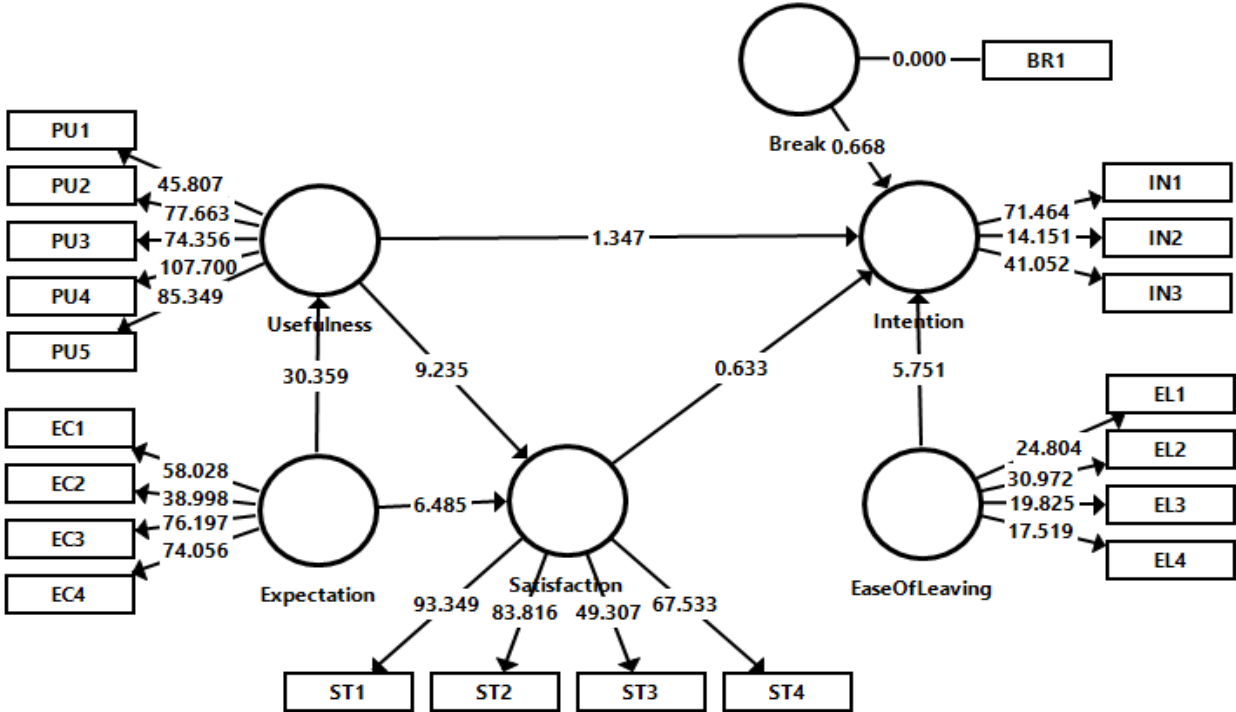 0.000
BR1
Break
0.668
PU1
PU2
PU3
PU4
PU5
45.807
77.663
74.356
107.700
85.349
Usefulness
1.347
Intention
71.464
14.151
41.052
IN1
IN2
IN3
30.359
9.235
0.633
5.751
EC1
EC2
EC3
EC4
58.028
38.998
76.197
74.056
Expectation
6.485
Satisfaction
EaseOfLeaving
24.804
30.972
19.825
17.519
EL1
EL2
EL3
EL4
93.349
83.816
49.307
67.533
ST1
ST2
ST3
ST4